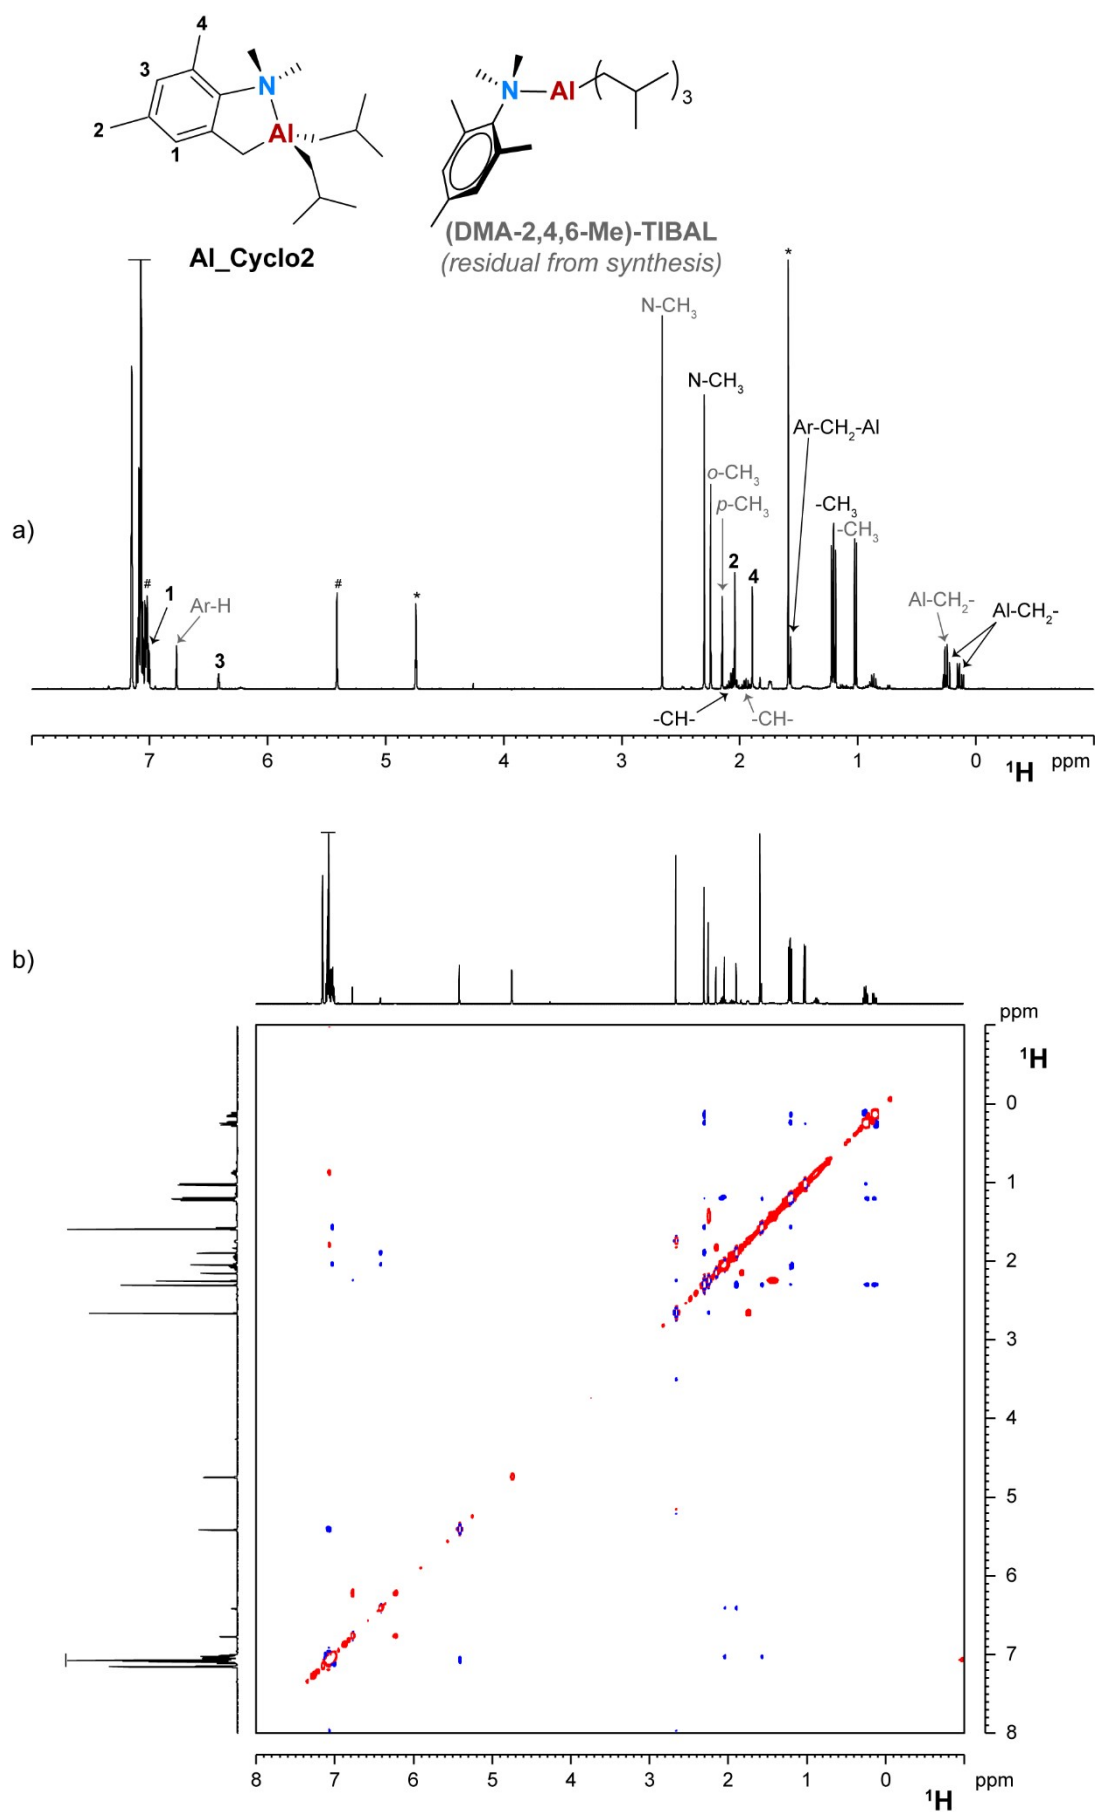 4
3
N
2
1
Al
N
Al
3
Al_Cyclo2
(DMA-2,4,6-Me)-TIBAL
(residual from synthesis)
a)
*
N-CH₃
N-CH₃
Ar-CH₂-Al
o-CH₃
p-CH₃
-CH₃
-CH₃
#
1
Ar-H
3
#
*
2
4
Al-CH₂-
Al-CH₂-
-CH-
-CH-
7 6 5 4 3 2 1 0 ¹H ppm
b)
ppm
¹H
0
1
2
3
4
5
6
7
8
8 7 6 5 4 3 2 1 0 ppm
¹H